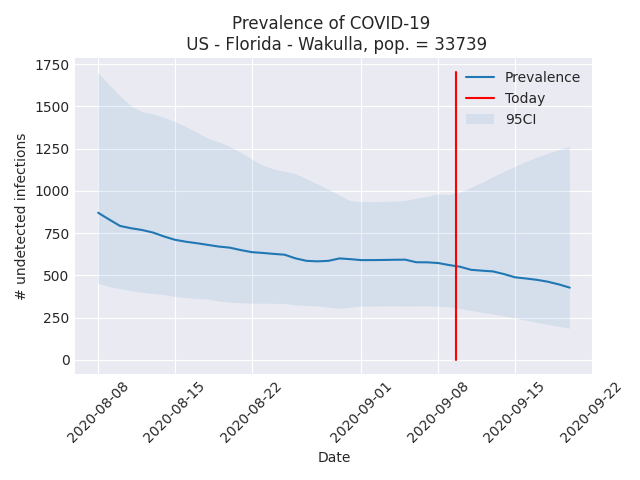 Prevalence of COVID-19
US - Florida - Wakulla, pop. = 33739
Prevalence
Today
95CI
# undetected infections
1750
1500
1250
1000
750
500
250
0
2020-08-08
2020-08-15
2020-08-22
2020-09-01
2020-09-08
2020-09-15
2020-09-22
Date